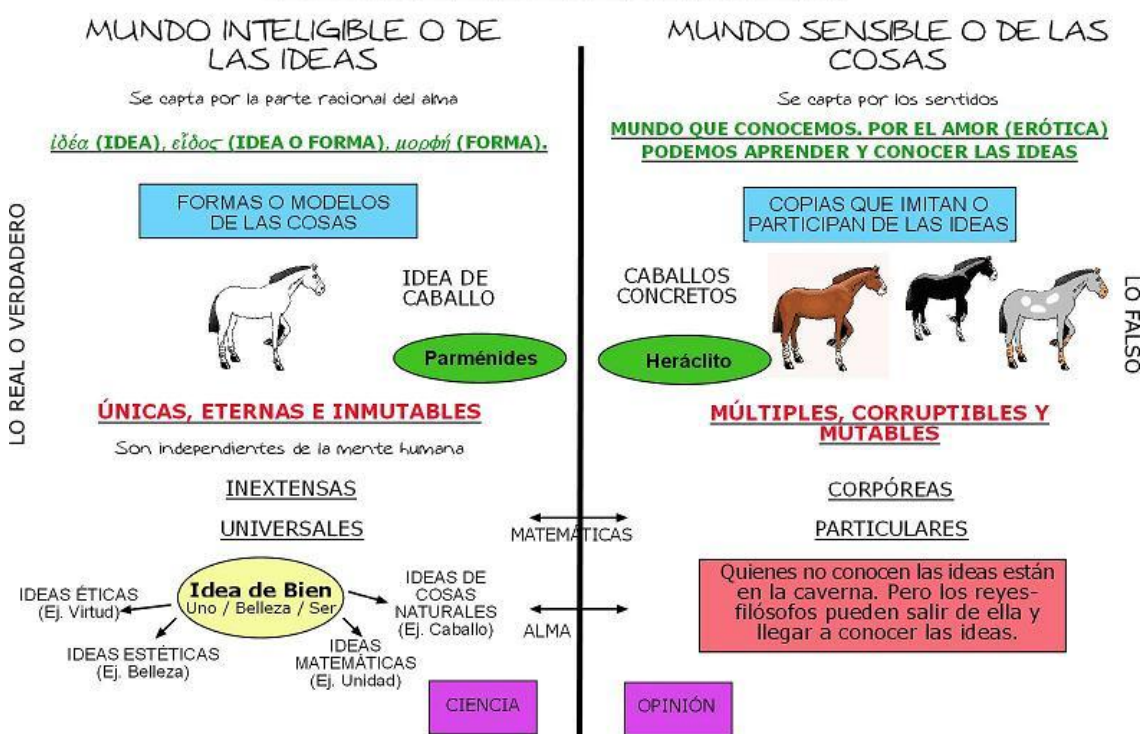 MUNDO INTELIGIBLE O DE
LAS IDEAS
Se capta por la parte racional del alma
ἰδέα (IDEA), εἶδος (IDEA O FORMA), μορφή (FORMA).
FORMAS O MODELOS
DE LAS COSAS
LO REAL O VERDADERO
IDEA DE
CABALLO
Parménides
ÚNICAS, ETERNAS E INMUTABLES
Son independientes de la mente humana
INEXTENSAS
UNIVERSALES
Idea de Bien
Uno / Belleza / Ser
IDEAS ÉTICAS
(Ej. Virtud)
IDEAS ESTÉTICAS
(Ej. Belleza)
IDEAS
MATEMÁTICAS
(Ej. Unidad)
IDEAS DE
COSAS
NATURALES
(Ej. Caballo)
CIENCIA
MATEMÁTICAS
ALMA
MUNDO SENSIBLE O DE LAS
COSAS
Se capta por los sentidos
MUNDO QUE CONOCEMOS. POR EL AMOR (ERÓTICA)
PODEMOS APRENDER Y CONOCER LAS IDEAS
COPIAS QUE IMITAN O
PARTICIPAN DE LAS IDEAS
CABALLOS
CONCRETOS
LO FALSO
Heráclito
MÚLTIPLES, CORRUPTIBLES Y
MUTABLES
CORPÓREAS
PARTICULARES
Quienes no conocen las ideas están
en la caverna. Pero los reyes-
filósofos pueden salir de ella y
llegar a conocer las ideas.
OPINIÓN